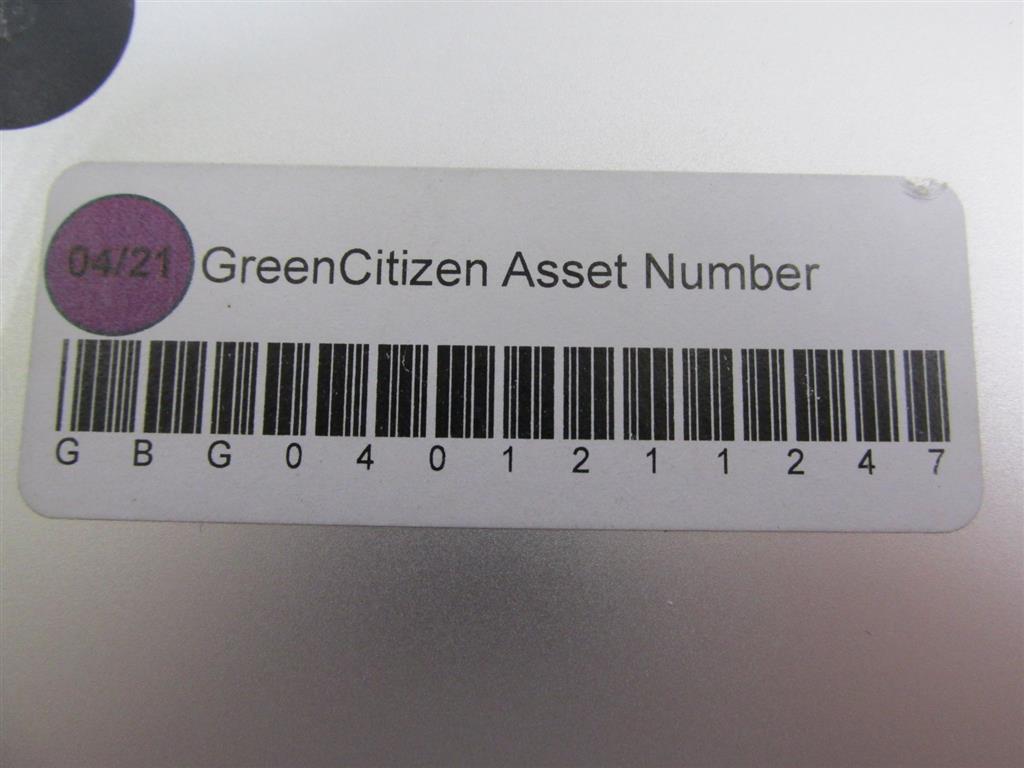 04/21 GreenCitizen Asset Number
G B G 0 4 0 1 2 1 1 2 4 7